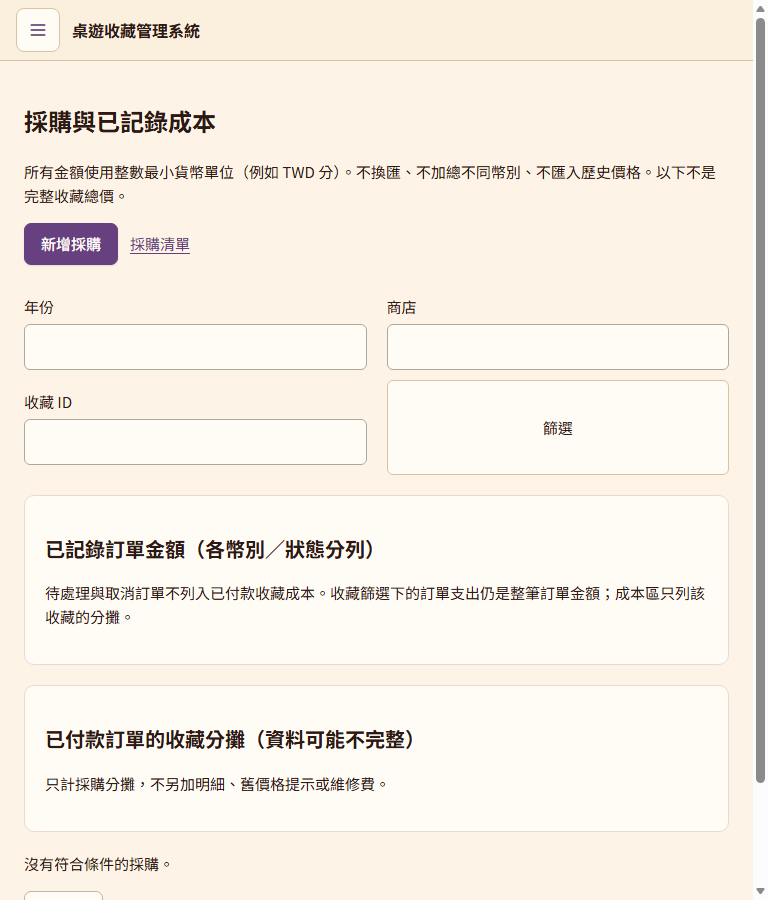 桌遊收藏管理系統
採購與已記錄成本
所有金額使用整數最小貨幣單位（例如 TWD 分）。不換匯、不加總不同幣別、不匯入歷史價格。以下不是
完整收藏總價。
新增採購 採購清單
年份
商店
收藏 ID
篩選
已記錄訂單金額（各幣別／狀態分列）
待處理與取消訂單不列入已付款收藏成本。收藏篩選下的訂單支出仍是整筆訂單金額；成本區只列該
收藏的分攤。
已付款訂單的收藏分攤（資料可能不完整）
只計採購分攤，不另加明細、舊價格提示或維修費。
沒有符合條件的採購。